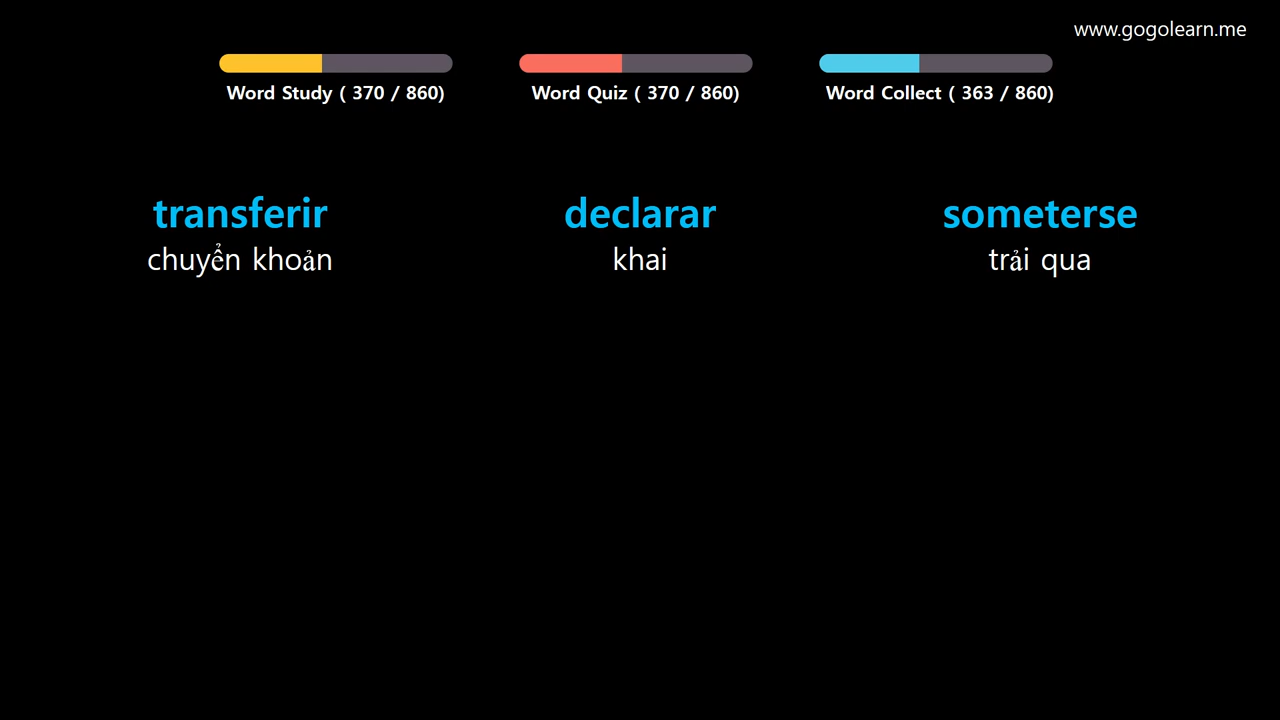 www.gogolearn.me
Word Study ( 370 / 860)
Word Quiz ( 370 / 860)
Word Collect ( 363 / 860)
transferir
chuyển khoản
declarar
khai
someterse
trải qua